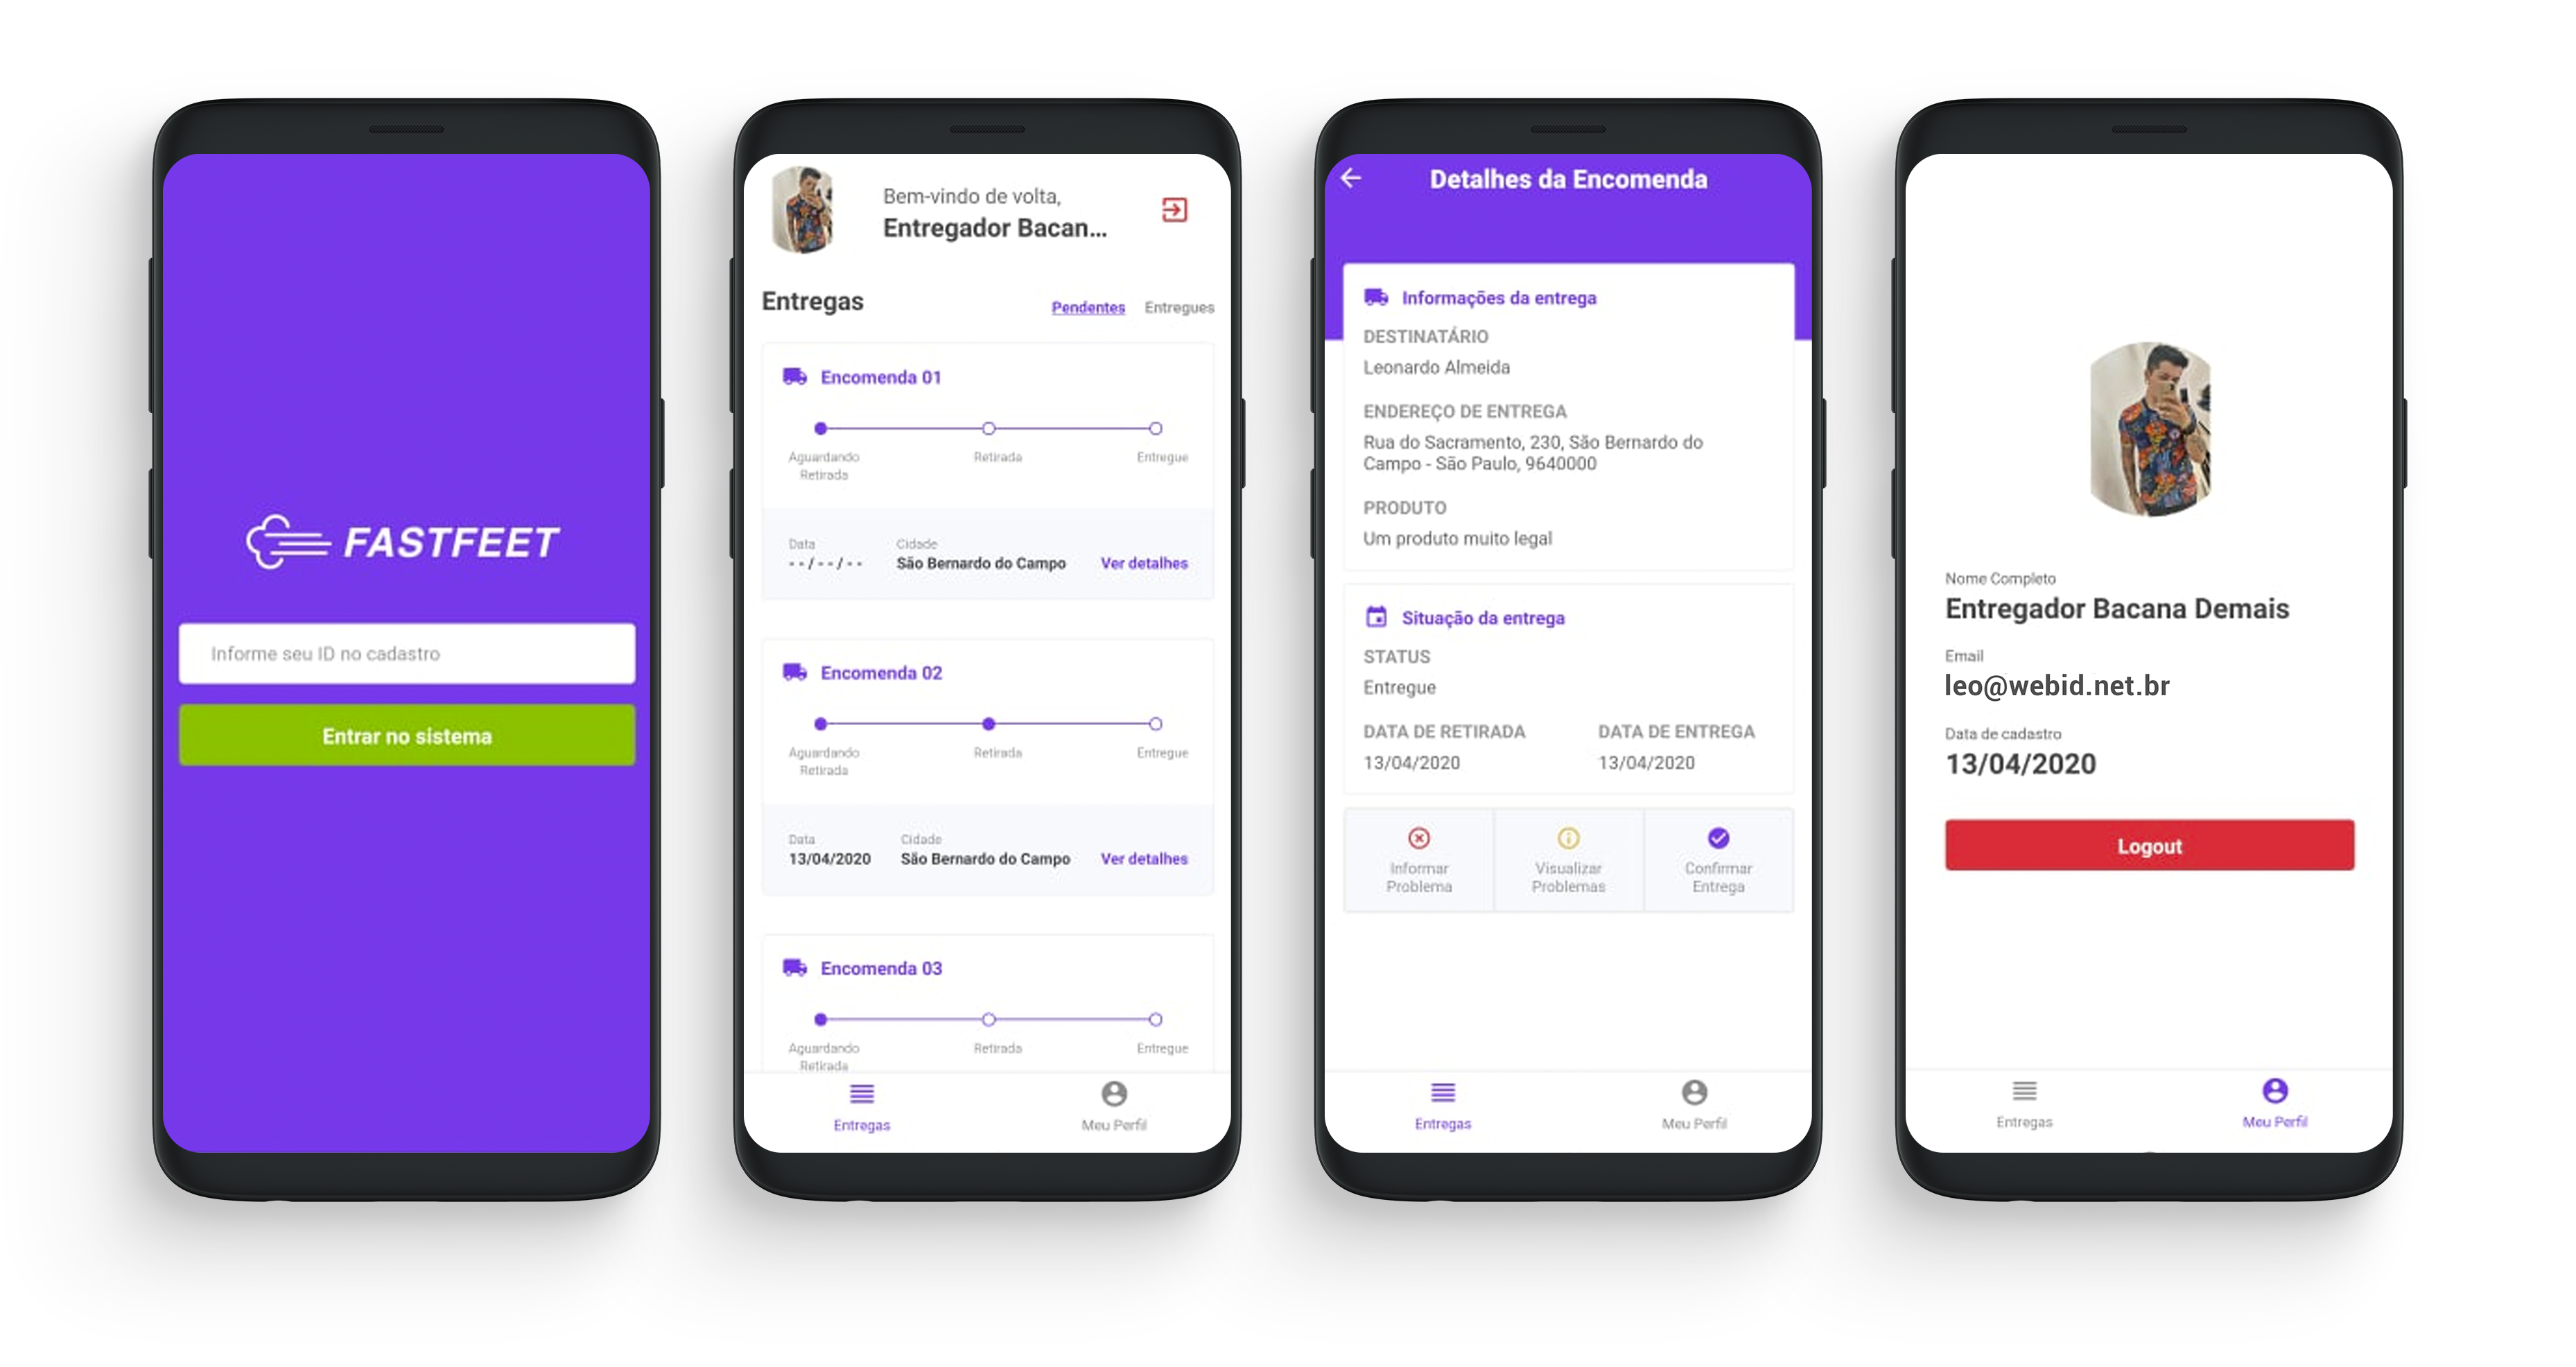 FASTFEET
Informe seu ID no cadastro
Entrar no sistema
Bem-vindo de volta,
Entregador Bacan...
Entregas
Pendentes Entregues
Encomenda 01
Aguardando Retirada Entregue
Retirada
Data Cidade
--/--/-- São Bernardo do Campo Ver detalhes
Encomenda 02
Aguardando Retirada Entregue
Retirada
Data Cidade
13/04/2020 São Bernardo do Campo Ver detalhes
Encomenda 03
Aguardando Retirada Entregue
Retirada
Entregas Meu Perfil
Detalhes da Encomenda
Informações da entrega
DESTINATÁRIO
Leonardo Almeida
ENDEREÇO DE ENTREGA
Rua do Sacramento, 230, São Bernardo do
Campo - São Paulo, 9640000
PRODUTO
Um produto muito legal
Situação da entrega
STATUS
Entregue
DATA DE RETIRADA DATA DE ENTREGA
13/04/2020 13/04/2020
Informar Visualizar Confirmar
Problema Problemas Entrega
Entregas Meu Perfil
Nome Completo
Entregador Bacana Demais
Email
leo@webid.net.br
Data de cadastro
13/04/2020
Logout
Entregas Meu Perfil